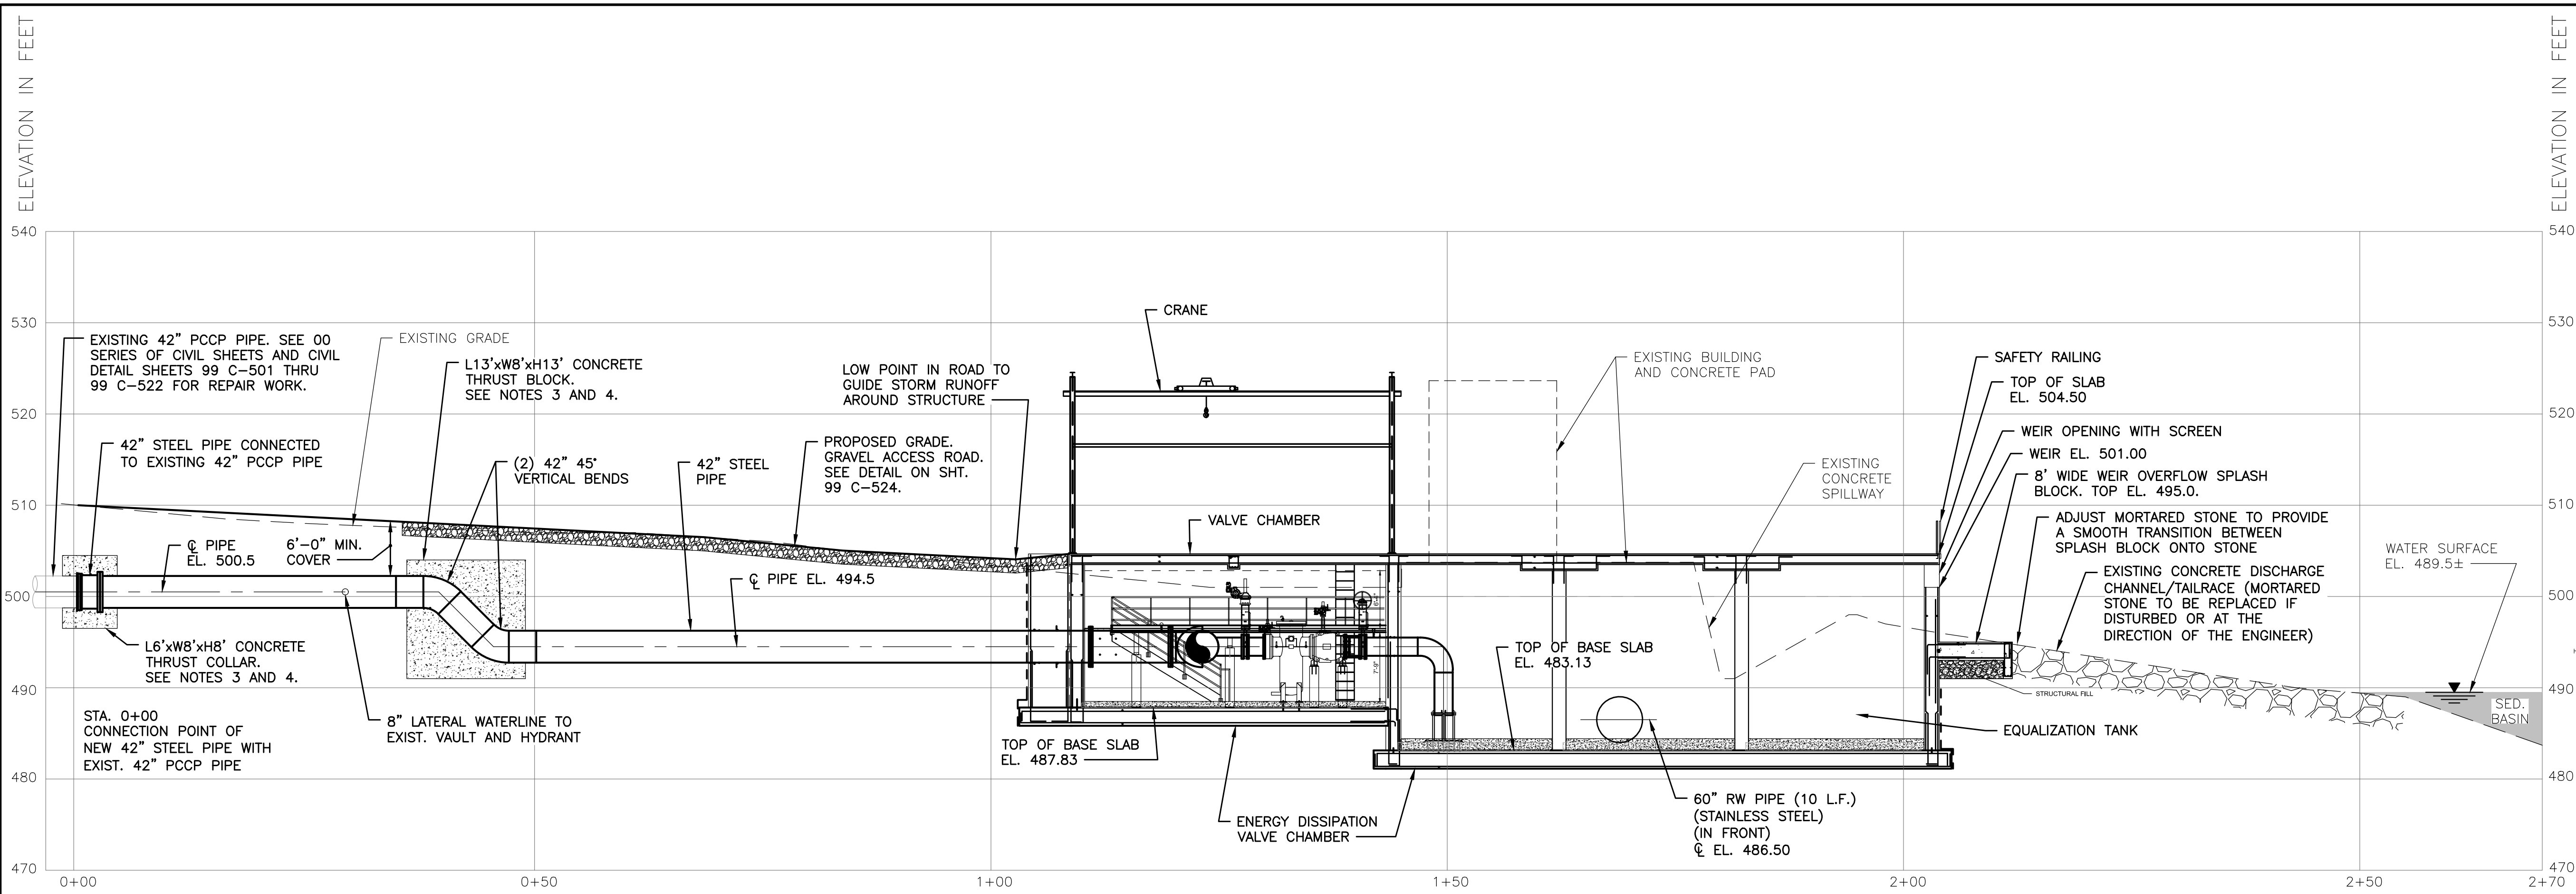 ELEVATION IN FEET
ELEVATION IN FEET
540
530
520
510
500
490
480
470
540
530
520
510
500
490
480
470
EXISTING 42" PCCP PIPE. SEE 00
SERIES OF CIVIL SHEETS AND CIVIL
DETAIL SHEETS 99 C-501 THRU
99 C-522 FOR REPAIR WORK.
EXISTING GRADE
L13'xW8'xH13' CONCRETE
THRUST BLOCK.
SEE NOTES 3 AND 4.
42" STEEL PIPE CONNECTED
TO EXISTING 42" PCCP PIPE
(2) 42" 45°
VERTICAL BENDS
42" STEEL
PIPE
PROPOSED GRADE.
GRAVEL ACCESS ROAD.
SEE DETAIL ON SHT.
99 C-524.
LOW POINT IN ROAD TO
GUIDE STORM RUNOFF
AROUND STRUCTURE
CRANE
VALVE CHAMBER
EXISTING BUILDING
AND CONCRETE PAD
EXISTING
CONCRETE
SPILLWAY
SAFETY RAILING
TOP OF SLAB
EL. 504.50
WEIR OPENING WITH SCREEN
WEIR EL. 501.00
8' WIDE WEIR OVERFLOW SPLASH
BLOCK. TOP EL. 495.0.
ADJUST MORTARED STONE TO PROVIDE
A SMOOTH TRANSITION BETWEEN
SPLASH BLOCK ONTO STONE
EXISTING CONCRETE DISCHARGE
CHANNEL/TAILRACE (MORTARED
STONE TO BE REPLACED IF
DISTURBED OR AT THE
DIRECTION OF THE ENGINEER)
WATER SURFACE
EL. 489.5±
SED.
BASIN
STRUCTURAL FILL
EQUALIZATION TANK
℄ PIPE
EL. 500.5
6'-0" MIN.
COVER
℄ PIPE EL. 494.5
L6'xW8'xH8' CONCRETE
THRUST COLLAR.
SEE NOTES 3 AND 4.
STA. 0+00
CONNECTION POINT OF
NEW 42" STEEL PIPE WITH
EXIST. 42" PCCP PIPE
8" LATERAL WATERLINE TO
EXIST. VAULT AND HYDRANT
TOP OF BASE SLAB
EL. 487.83
7'-9"
TOP OF BASE SLAB
EL. 483.13
ENERGY DISSIPATION
VALVE CHAMBER
60" RW PIPE (10 L.F.)
(STAINLESS STEEL)
(IN FRONT)
℄ EL. 486.50
0+00
0+50
1+00
1+50
2+00
2+50
2+70